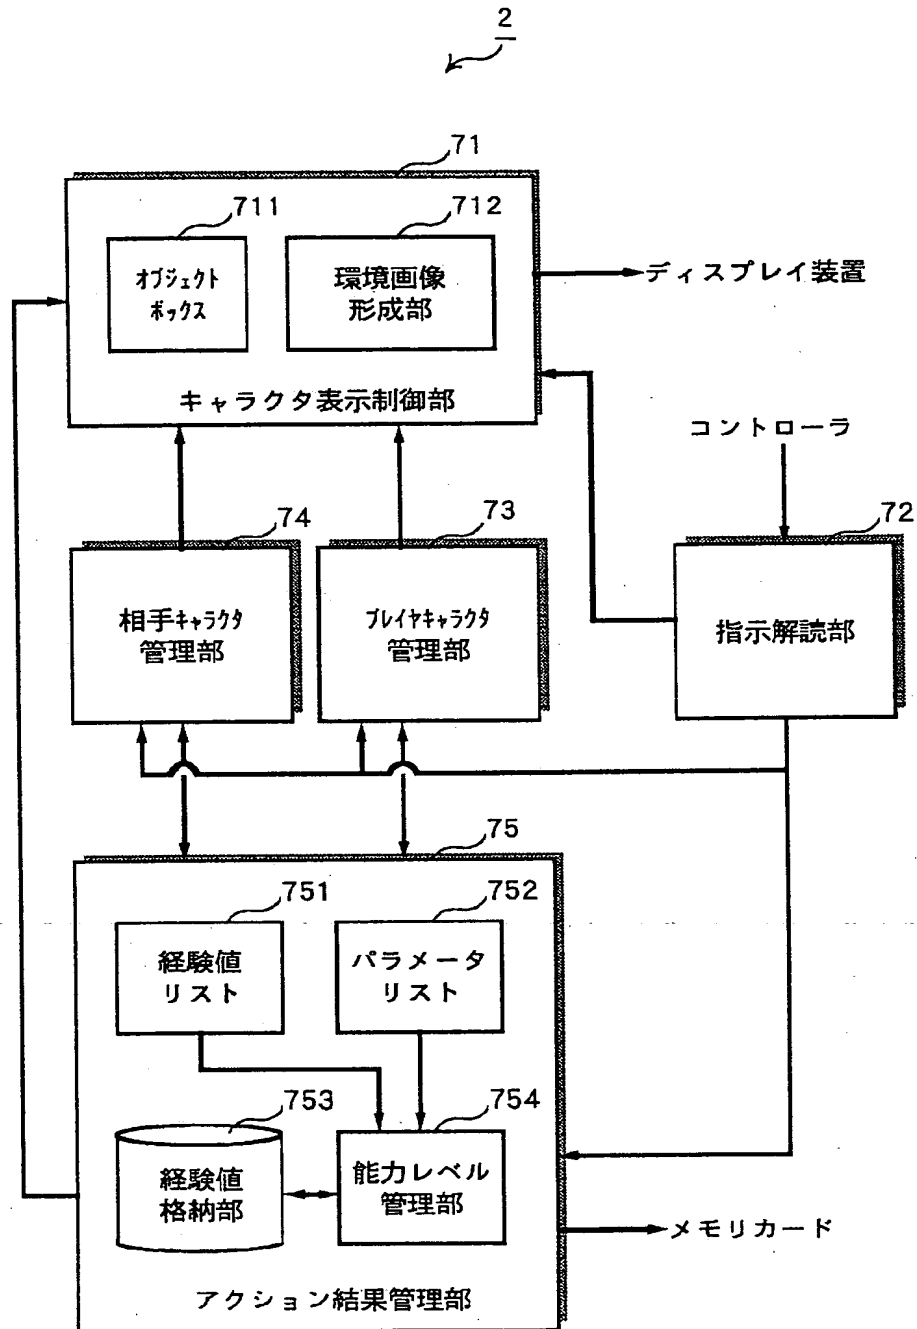 2
71
711
712
オブジェクト
ボックス
環境画像
形成部
ディスプレイ装置
キャラクタ表示制御部
コントローラ
74
73
72
相手キャラクタ
管理部
プレイヤキャラクタ
管理部
指示解読部
75
751
752
経験値
リスト
パラメータ
リスト
753
754
経験値
格納部
能力レベル
管理部
メモリカード
アクション結果管理部